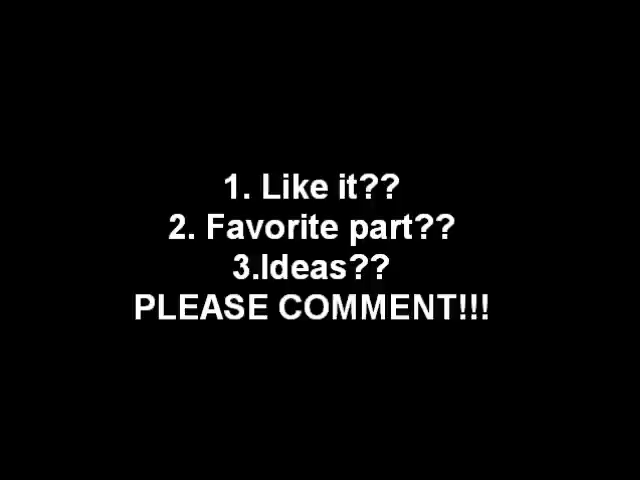 1. Like it??
2. Favorite part??
3.Ideas??
PLEASE COMMENT!!!